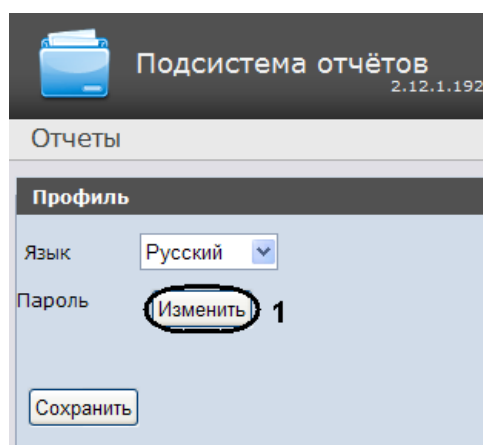 Подсистема отчётов
2.12.1.192
Отчеты
Профиль
Язык Русский
Пароль Изменить 1
Сохранить